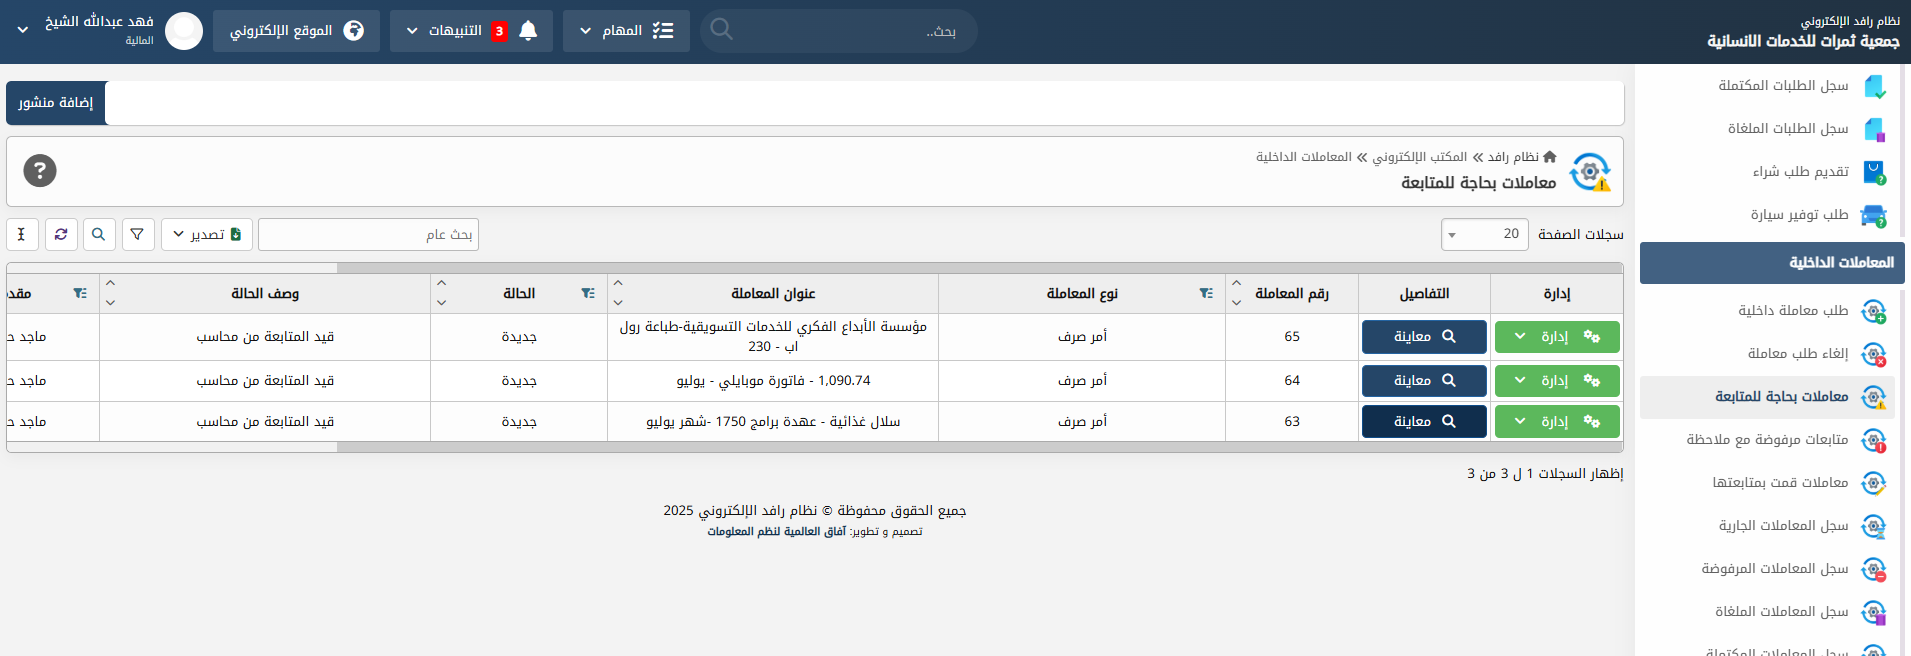 نظام رافد الإلكتروني
جمعية ثمرات للخدمات الانسانية
بحث..
المهام
التنبيهات 3
الموقع الإلكتروني
فهد عبدالله الشيخ
المالية
سجل الطلبات المكتملة
سجل الطلبات الملغاة
تقديم طلب شراء
طلب توفير سيارة
المعاملات الداخلية
طلب معاملة داخلية
إلغاء طلب معاملة
معاملات بحاجة للمتابعة
متابعات مرفوضة مع ملاحظة
معاملات قمت بمتابعتها
سجل المعاملات الجارية
سجل المعاملات المرفوضة
سجل المعاملات الملغاة
سجل المعاملات المكتملة
إضافة منشور
نظام رافد » المكتب الإلكتروني » المعاملات الداخلية
معاملات بحاجة للمتابعة
?
سجلات الصفحة 20
بحث عام
تصدير
إدارة التفاصيل رقم المعاملة نوع المعاملة عنوان المعاملة الحالة وصف الحالة
إدارة معاينة 65 أمر صرف مؤسسة الأبداع الفكري للخدمات التسويقية-طباعة رول اب - 230 جديدة قيد المتابعة من محاسب ماجد
إدارة معاينة 64 أمر صرف 1,090.74 - فاتورة موبايلي - يوليو جديدة قيد المتابعة من محاسب ماجد
إدارة معاينة 63 أمر صرف سلال غذائية - عهدة برامج 1750 -شهر يوليو جديدة قيد المتابعة من محاسب ماجد
إظهار السجلات 1 ل 3 من 3
جميع الحقوق محفوظة © نظام رافد الإلكتروني 2025
تصميم و تطوير: آفاق العالمية لنظم المعلومات